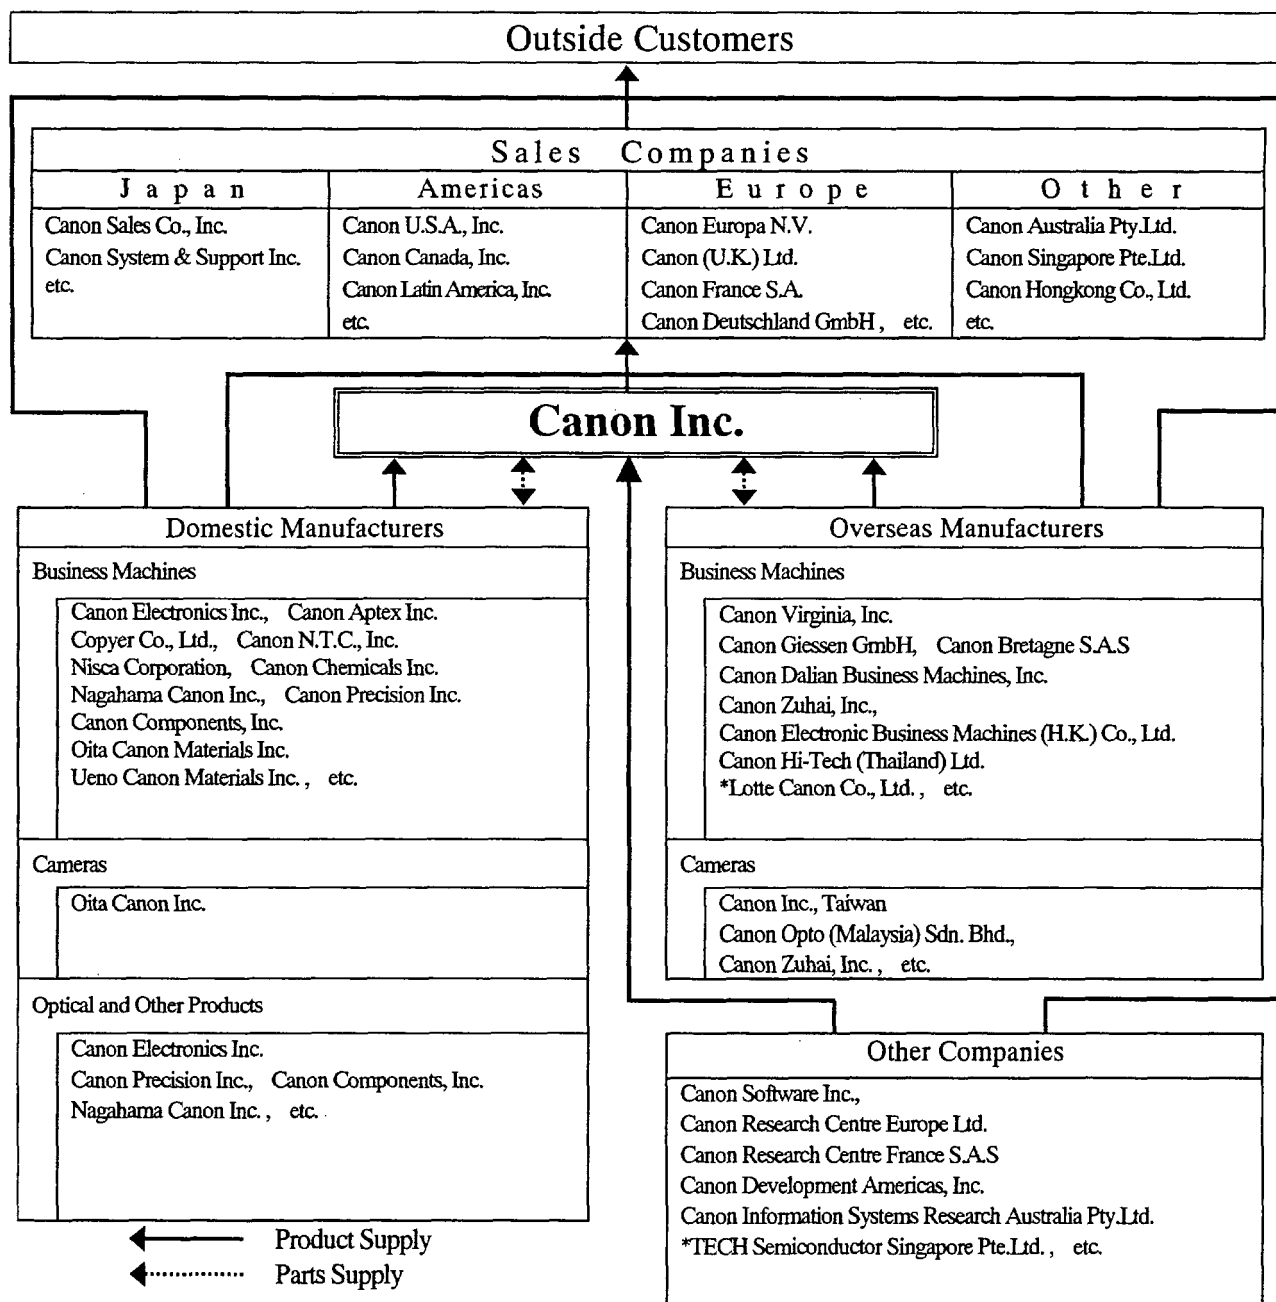 Outside Customers
Sales Companies
Japan
Canon Sales Co., Inc.
Canon System & Support Inc.
etc.
Americas
Canon U.S.A., Inc.
Canon Canada, Inc.
Canon Latin America, Inc.
etc.
Europe
Canon Europa N.V.
Canon (U.K.) Ltd.
Canon France S.A.
Canon Deutschland GmbH , etc.
Other
Canon Australia Pty.Ltd.
Canon Singapore Pte.Ltd.
Canon Hongkong Co., Ltd.
etc.
Canon Inc.
Domestic Manufacturers
Business Machines
Canon Electronics Inc., Canon Aptex Inc.
Copyer Co., Ltd., Canon N.T.C., Inc.
Nisca Corporation, Canon Chemicals Inc.
Nagahama Canon Inc., Canon Precision Inc.
Canon Components, Inc.
Oita Canon Materials Inc.
Ueno Canon Materials Inc. , etc.
Cameras
Oita Canon Inc.
Optical and Other Products
Canon Electronics Inc.
Canon Precision Inc., Canon Components, Inc.
Nagahama Canon Inc. , etc.
Overseas Manufacturers
Business Machines
Canon Virginia, Inc.
Canon Giessen GmbH, Canon Bretagne S.A.S
Canon Dalian Business Machines, Inc.
Canon Zuhai, Inc.,
Canon Electronic Business Machines (H.K.) Co., Ltd.
Canon Hi-Tech (Thailand) Ltd.
*Lotte Canon Co., Ltd. , etc.
Cameras
Canon Inc., Taiwan
Canon Opto (Malaysia) Sdn. Bhd.,
Canon Zuhai, Inc. , etc.
Other Companies
Canon Software Inc.,
Canon Research Centre Europe Ltd.
Canon Research Centre France S.A.S
Canon Development Americas, Inc.
Canon Information Systems Research Australia Pty.Ltd.
*TECH Semiconductor Singapore Pte.Ltd. , etc.
Product Supply
Parts Supply